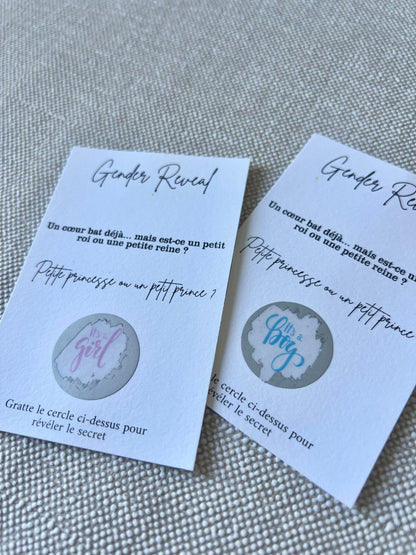 Gender Reveal
Un cœur bat déjà... mais est-ce un petit
roi ou une petite reine ?
Petite princesse ou un petit prince ?
It's a
girl
Gratte le cercle ci-dessus pour
révéler le secret
Gender Reveal
Un cœur bat déjà... mais est-ce un
roi ou une petite reine ?
Petite princesse ou un petit prince
It's a
Boy
Gratte le cercle ci-dessus pour
révéler le secret